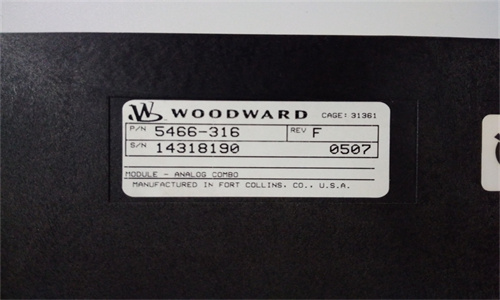 W WOODWARD CAGE: 31361
P/N 5466-316 REV F
S/N 14318190 0507
MODULE - ANALOG COMBO
MANUFACTURED IN FORT COLLINS, CO., U.S.A.